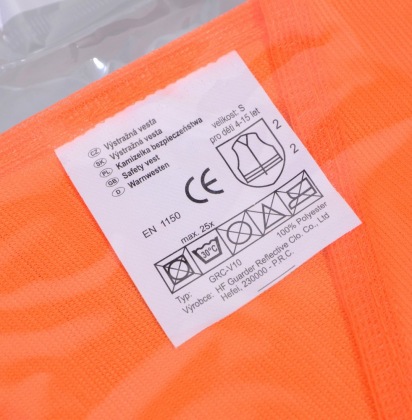 CZ Výstražná vesta
SK Výstražná vesta
PL Kamizelka bezpieczeństwa
GB Safety vest
D Warnwesten
velikost: S
pro děti 4-15 let
CE
2
2
EN 1150
max. 25x
30°C
Typ: GRC-V10
100% Polyester
Výrobce: HF Guarder Reflective Clo. Co., Ltd
Hefei, 230000 - P.R.C.